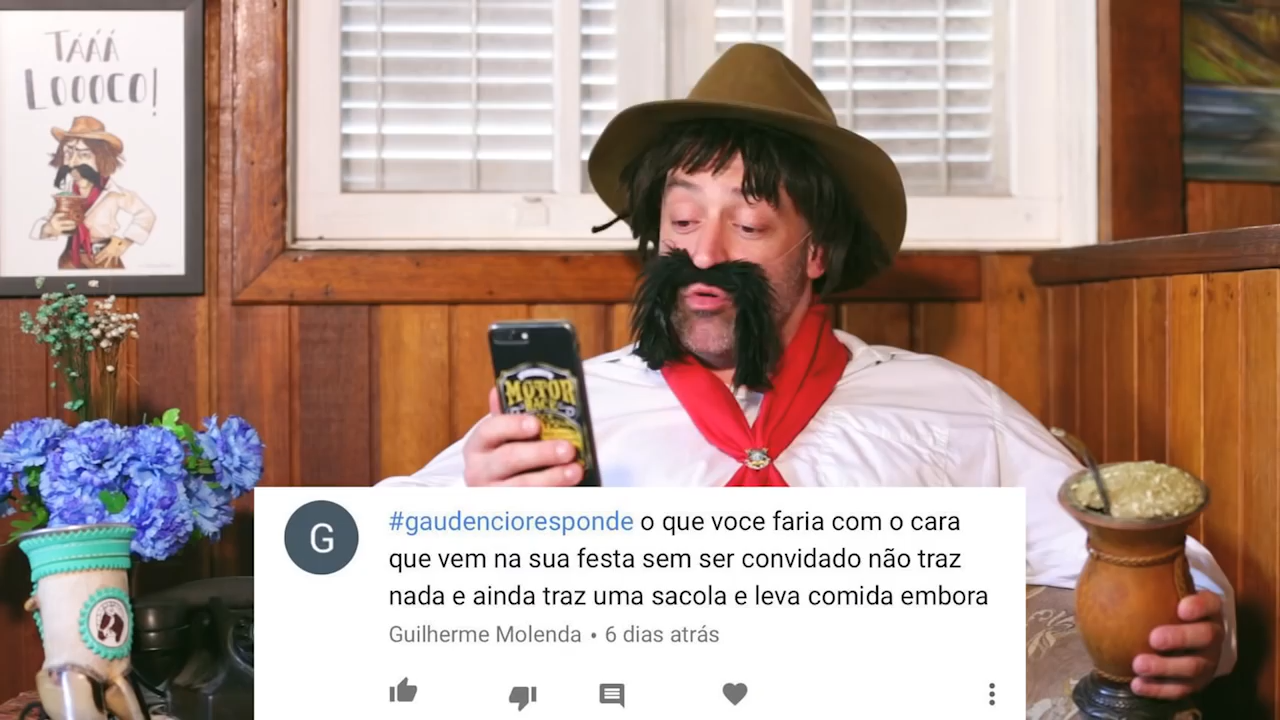 TÁÁÁ
LOOOCO!
MOTOR
G
#gaudencioresponde o que voce faria com o cara
que vem na sua festa sem ser convidado não traz
nada e ainda traz uma sacola e leva comida embora
Guilherme Molenda • 6 dias atrás